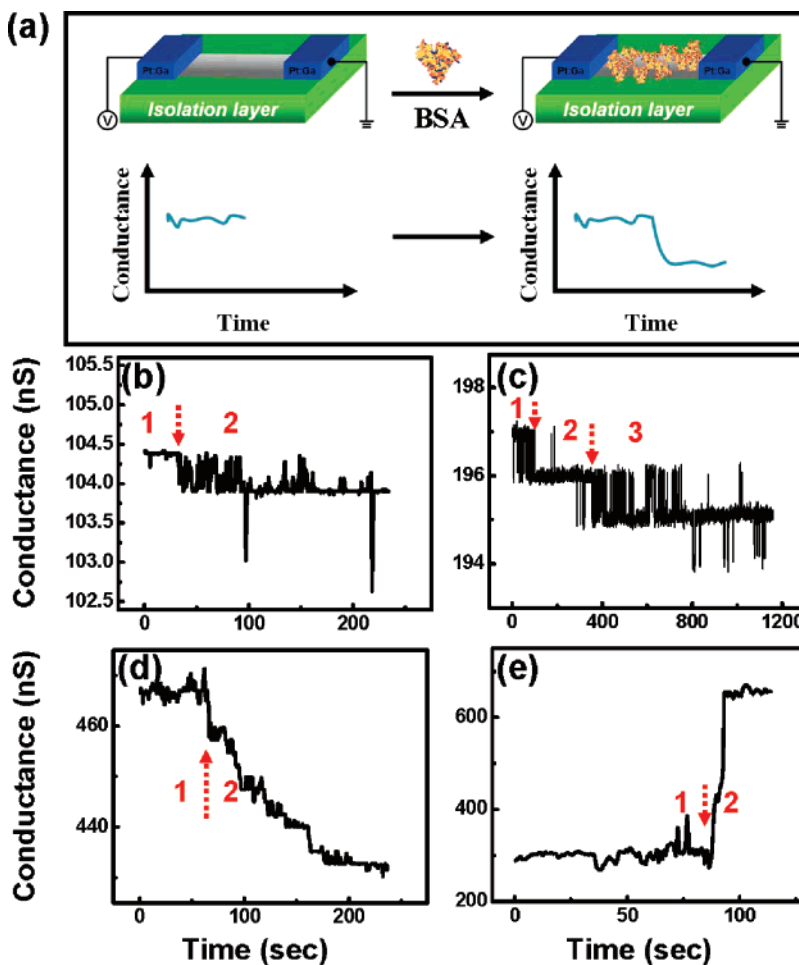 (a)
Pt:Ga Pt:Ga
Isolation layer
V
BSA
Pt:Ga Pt:Ga
Isolation layer
V
Conductance
Time
Conductance
Time
Conductance (nS)
(b)
105.5
105.0
104.5
104.0
103.5
103.0
102.5
1 2
0 100 200
(c)
198
196
194
1 2 3
0 400 800 1200
Conductance (nS)
(d)
460
440
1 2
0 100 200
Time (sec)
(e)
600
400
200
1 2
0 50 100
Time (sec)